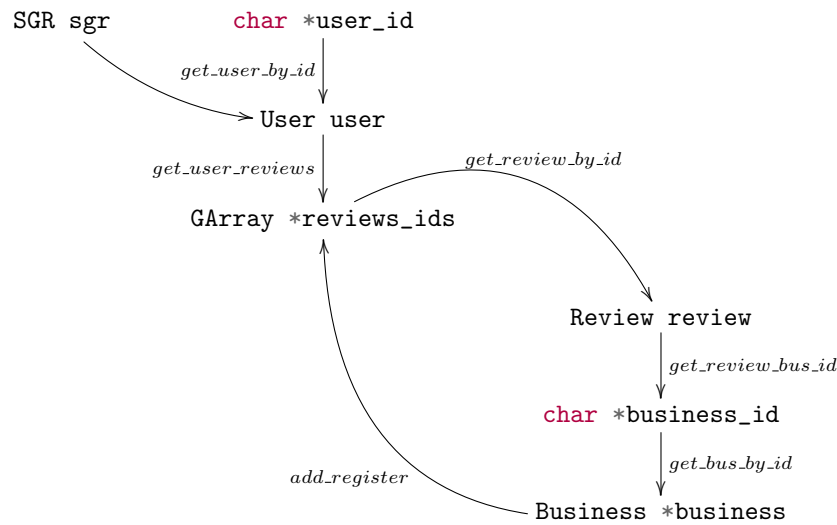 SGR sgr
char *user_id
get_user_by_id
User user
get_user_reviews
get_review_by_id
GArray *reviews_ids
Review review
get_review_bus_id
char *business_id
get_bus_by_id
add_register
Business *business